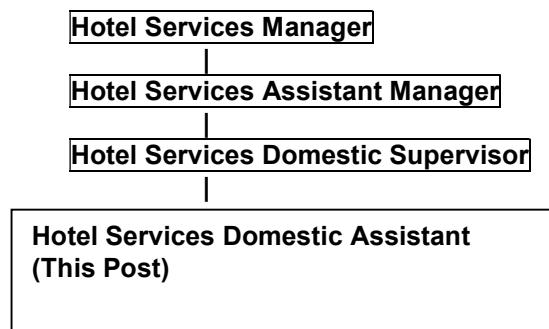 Hotel Services Manager
Hotel Services Assistant Manager
Hotel Services Domestic Supervisor
Hotel Services Domestic Assistant
(This Post)